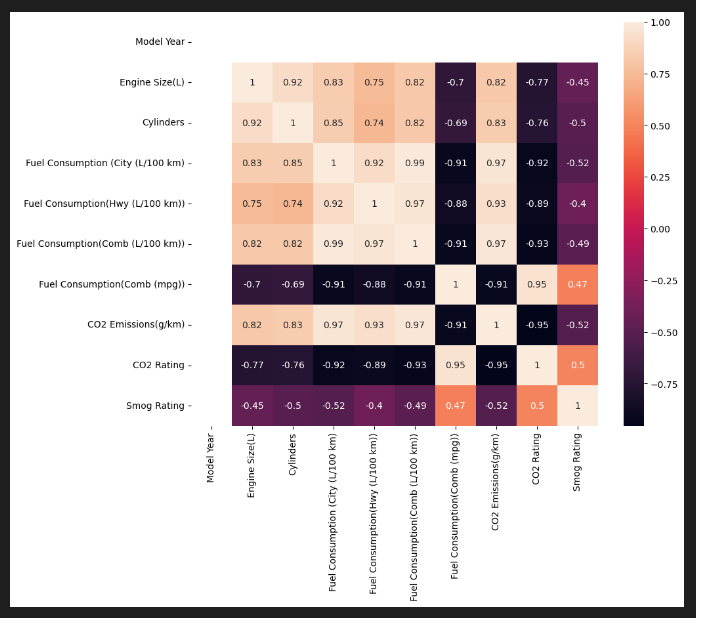 1.00
Model Year
Engine Size(L) 1 0.92 0.83 0.75 0.82 -0.7 0.82 -0.77 -0.45
0.75
Cylinders 0.92 1 0.85 0.74 0.82 -0.69 0.83 -0.76 -0.5
0.50
Fuel Consumption (City (L/100 km) 0.83 0.85 1 0.92 0.99 -0.91 0.97 -0.92 -0.52
0.25
Fuel Consumption(Hwy (L/100 km)) 0.75 0.74 0.92 1 0.97 -0.88 0.93 -0.89 -0.4
0.00
Fuel Consumption(Comb (L/100 km)) 0.82 0.82 0.99 0.97 1 -0.91 0.97 -0.93 -0.49
−0.25
Fuel Consumption(Comb (mpg)) -0.7 -0.69 -0.91 -0.88 -0.91 1 -0.91 0.95 0.47
CO2 Emissions(g/km) 0.82 0.83 0.97 0.93 0.97 -0.91 1 -0.95 -0.52
−0.50
CO2 Rating -0.77 -0.76 -0.92 -0.89 -0.93 0.95 -0.95 1 0.5
−0.75
Smog Rating -0.45 -0.5 -0.52 -0.4 -0.49 0.47 -0.52 0.5 1
Model Year
Engine Size(L)
Cylinders
Fuel Consumption (City (L/100 km)
Fuel Consumption(Hwy (L/100 km))
Fuel Consumption(Comb (L/100 km))
Fuel Consumption(Comb (mpg))
CO2 Emissions(g/km)
CO2 Rating
Smog Rating